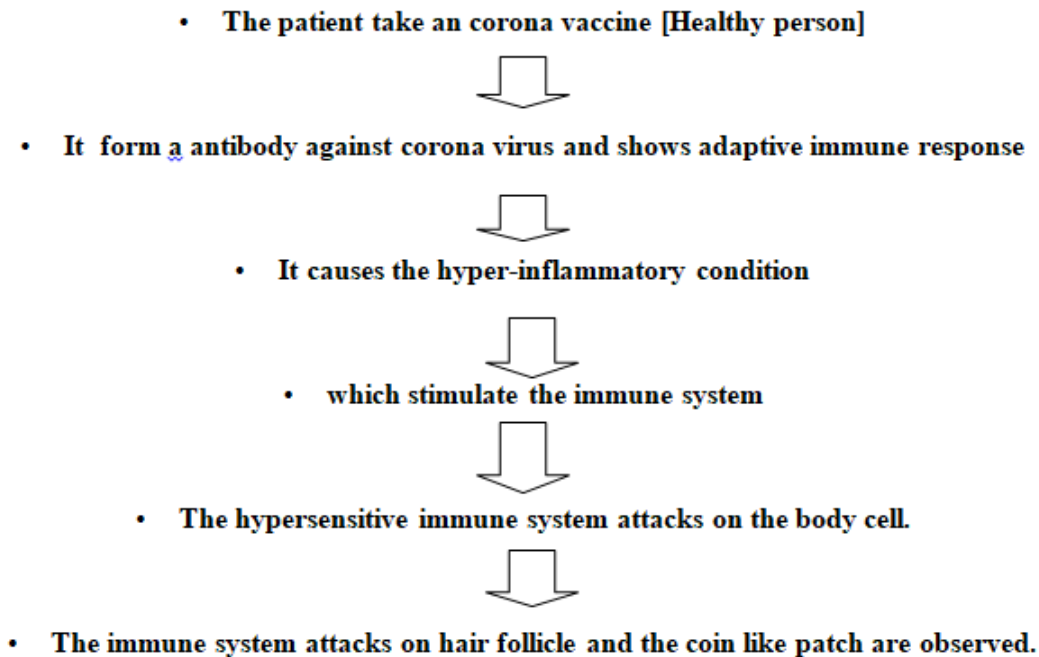 • The patient take an corona vaccine [Healthy person]
• It form a antibody against corona virus and shows adaptive immune response
• It causes the hyper-inflammatory condition
• which stimulate the immune system
• The hypersensitive immune system attacks on the body cell.
• The immune system attacks on hair follicle and the coin like patch are observed.